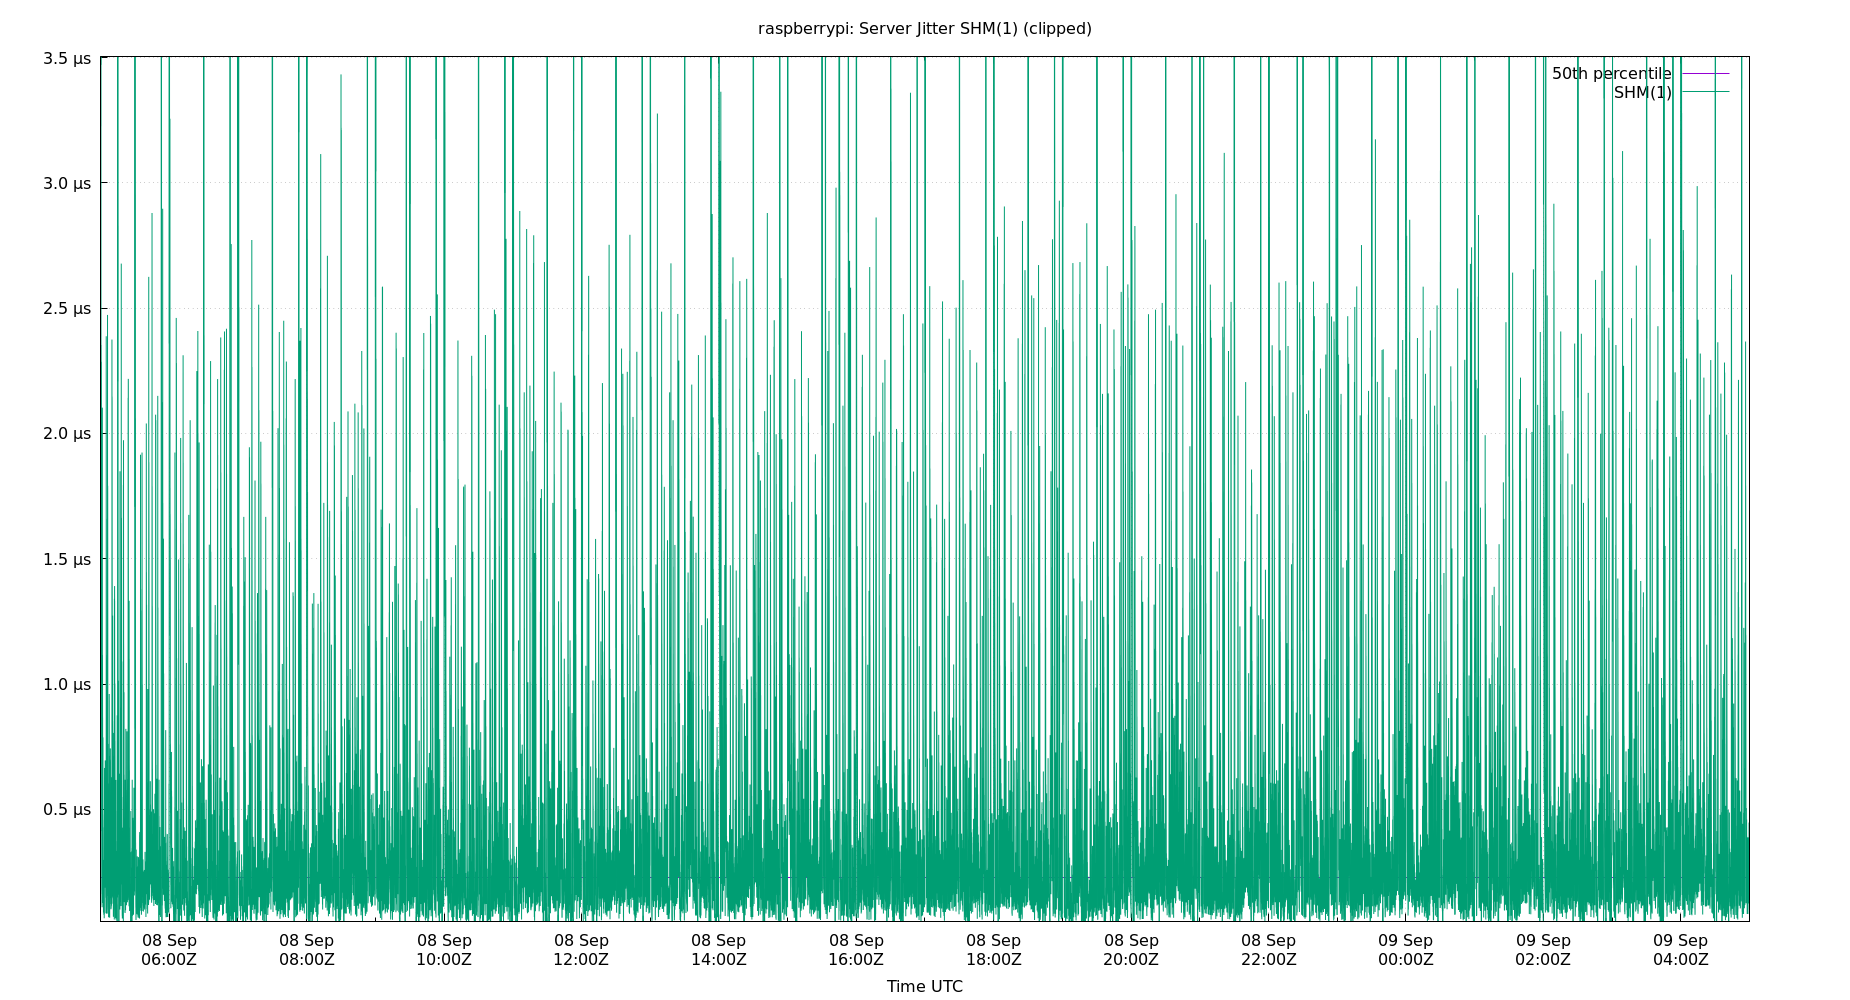 raspberrypi: Server Jitter SHM(1) (clipped)
3.5 µs
3.0 µs
2.5 µs
2.0 µs
1.5 µs
1.0 µs
0.5 µs
50th percentile
SHM(1)
08 Sep 08 Sep 08 Sep 08 Sep 08 Sep 08 Sep 08 Sep 08 Sep 08 Sep 09 Sep 09 Sep 09 Sep
06:00Z 08:00Z 10:00Z 12:00Z 14:00Z 16:00Z 18:00Z 20:00Z 22:00Z 00:00Z 02:00Z 04:00Z
Time UTC